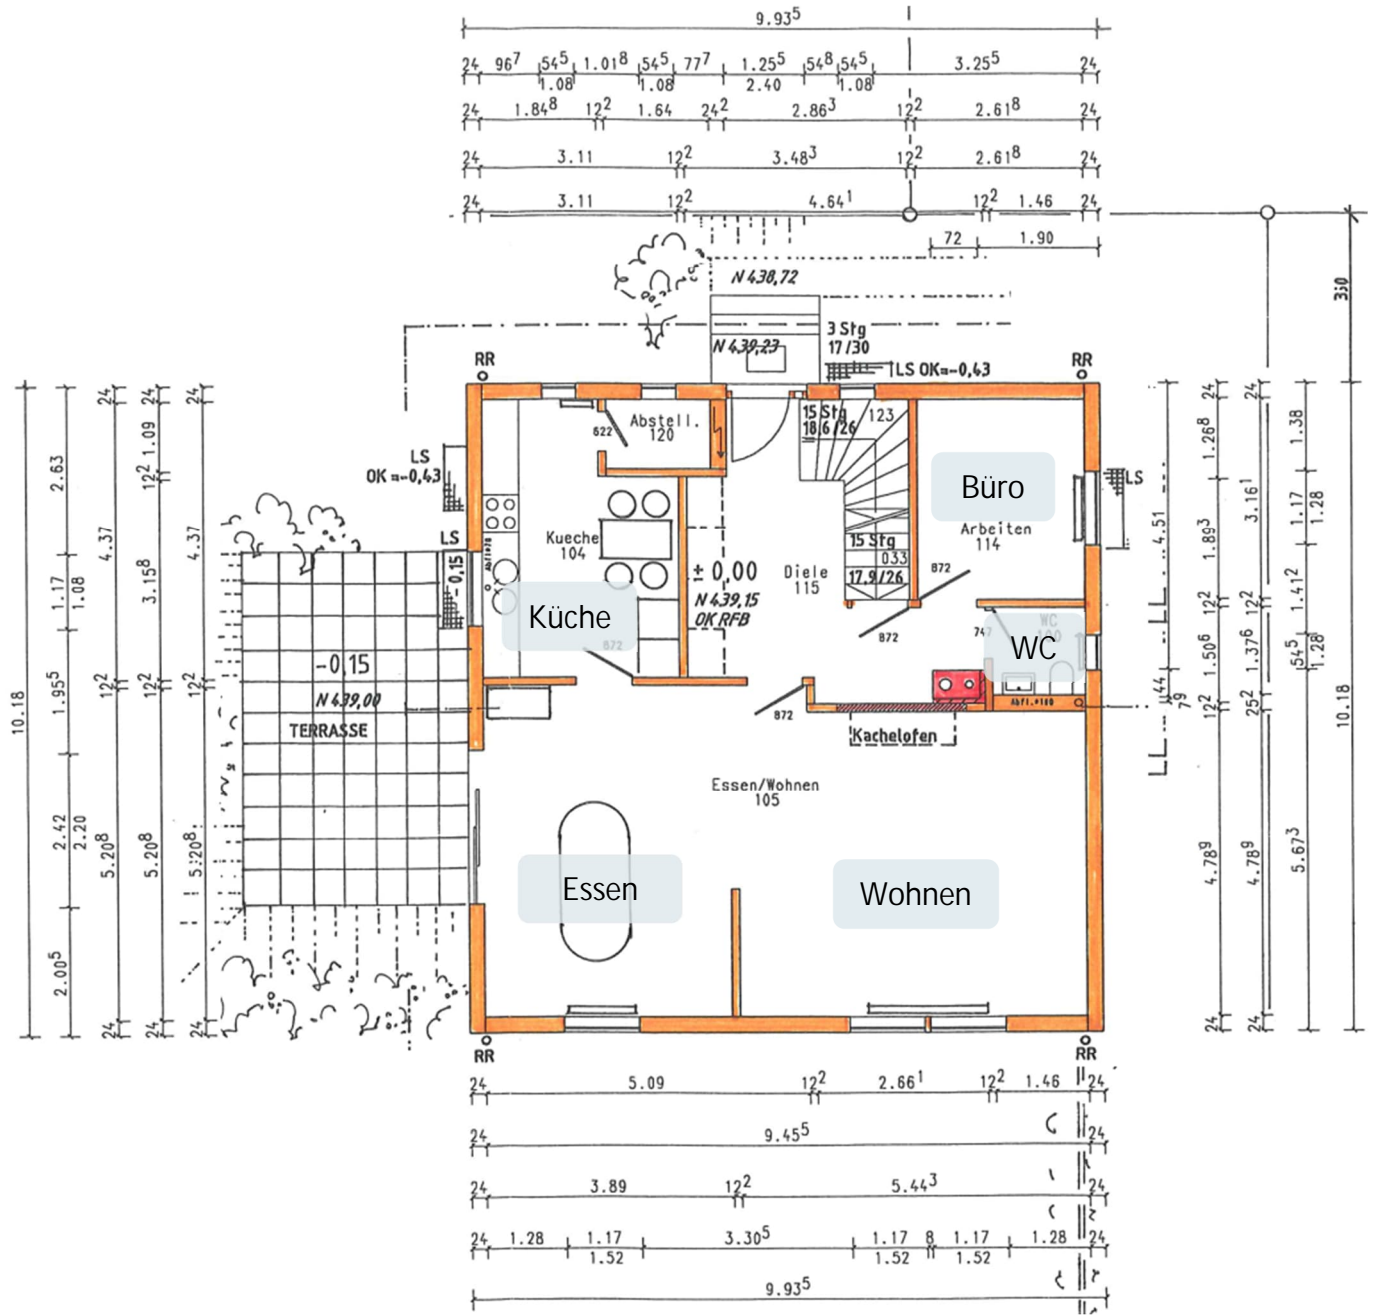 9.93⁵
24 96⁷ 54⁵ 1.01⁸ 54⁵ 77⁷ 1.25⁵ 54⁸ 54⁵ 3.25⁵ 24
1.08 1.08 2.40 1.08
24 1.84⁸ 12² 1.64 24² 2.86³ 12² 2.61⁸ 24
24 3.11 12² 3.48³ 12² 2.61⁸ 24
24 3.11 12² 4.64¹ 12² 1.46 24
72 1.90
N 438,72
330
3 Stg
17/30
N 439,23
LS OK=-0,43
RR
RR
15 Stg
18,6/26
123
Abstell.
120
622
LS
OK=-0,43
Büro
Arbeiten
114
LS
Kueche
104
LS
-0,15
15 Stg
033
17,9/26
± 0,00
N 439,15
OK RFB
Diele
115
872
872
Küche
872
747
WC
WC
100
-0,15
N 439,00
TERRASSE
872
Kachelofen
Essen/Wohnen
105
Essen
Wohnen
RR
RR
10.18
2.63
1.17
1.08
1.95⁵
2.42
2.20
2.00⁵
24
4.37
12²
5.20⁸
24
24
1.09
12²
3.15⁸
12²
5.20⁸
24
24
4.37
12²
5.20⁸
24
4.51
44
7⁹
24
1.26⁸
1.89³
12²
1.50⁶
12²
4.78⁹
24
24
3.16¹
12²
1.37⁶
25²
4.78⁹
24
1.38
1.17
1.28
1.41²
54⁵
1.28
5.67³
10.18
24 5.09 12² 2.66¹ 12² 1.46 24
24 9.45⁵ 24
24 3.89 12² 5.44³ 24
24 1.28 1.17 3.30⁵ 1.17 8 1.17 1.28 24
1.52 1.52 1.52
9.93⁵